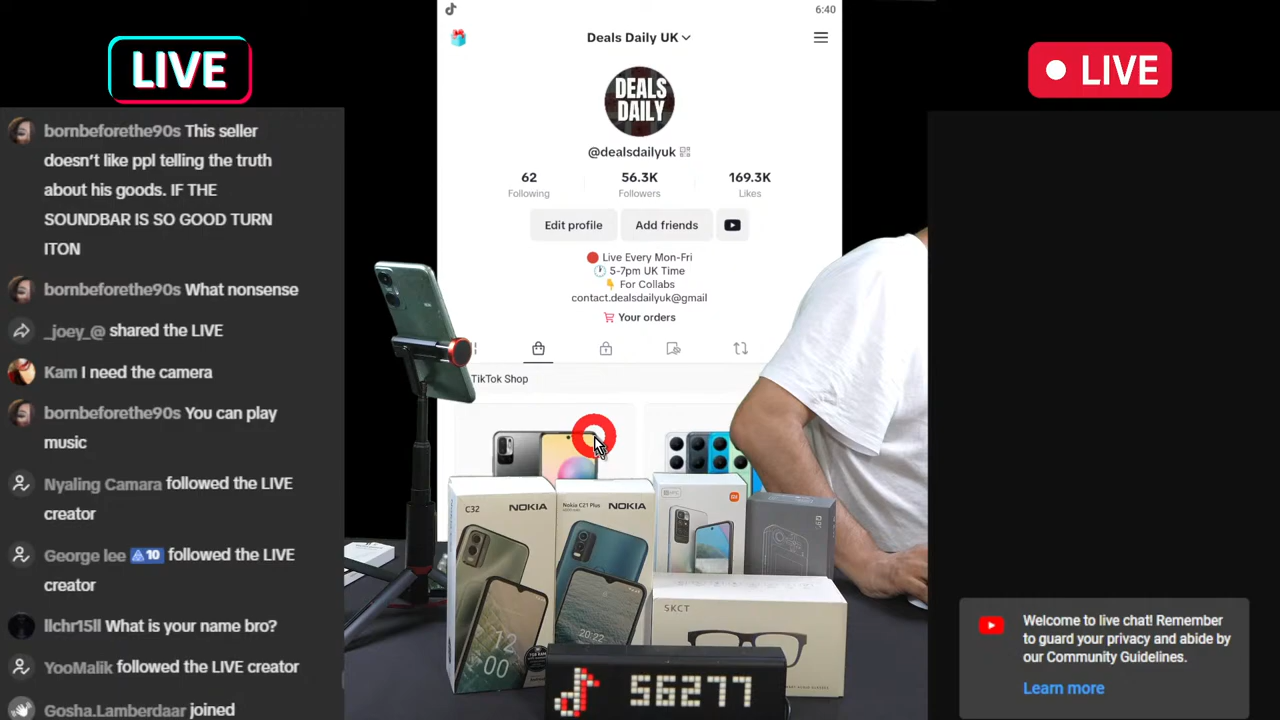 LIVE
bornbeforethe90s This seller
doesn't like ppl telling the truth
about his goods. IF THE
SOUNDBAR IS SO GOOD TURN
ITON
bornbeforethe90s What nonsense
_joey_@ shared the LIVE
Kam I need the camera
bornbeforethe90s You can play
music
Nyaling Camara followed the LIVE
creator
George lee 10 followed the LIVE
creator
llchr15ll What is your name bro?
YooMalik followed the LIVE creator
Gosha.Lamberdaar joined
6:40
Deals Daily UK
DEALS
DAILY
@dealsdailyuk
62
Following
56.3K
Followers
169.3K
Likes
Edit profile
Add friends
Live Every Mon-Fri
5-7pm UK Time
For Collabs
contact.dealsdailyuk@gmail
Your orders
TikTok Shop
C32 NOKIA
Nokia C21 Plus NOKIA
12
00
20:22
SKCT
56277
LIVE
Welcome to live chat! Remember
to guard your privacy and abide by
our Community Guidelines.
Learn more